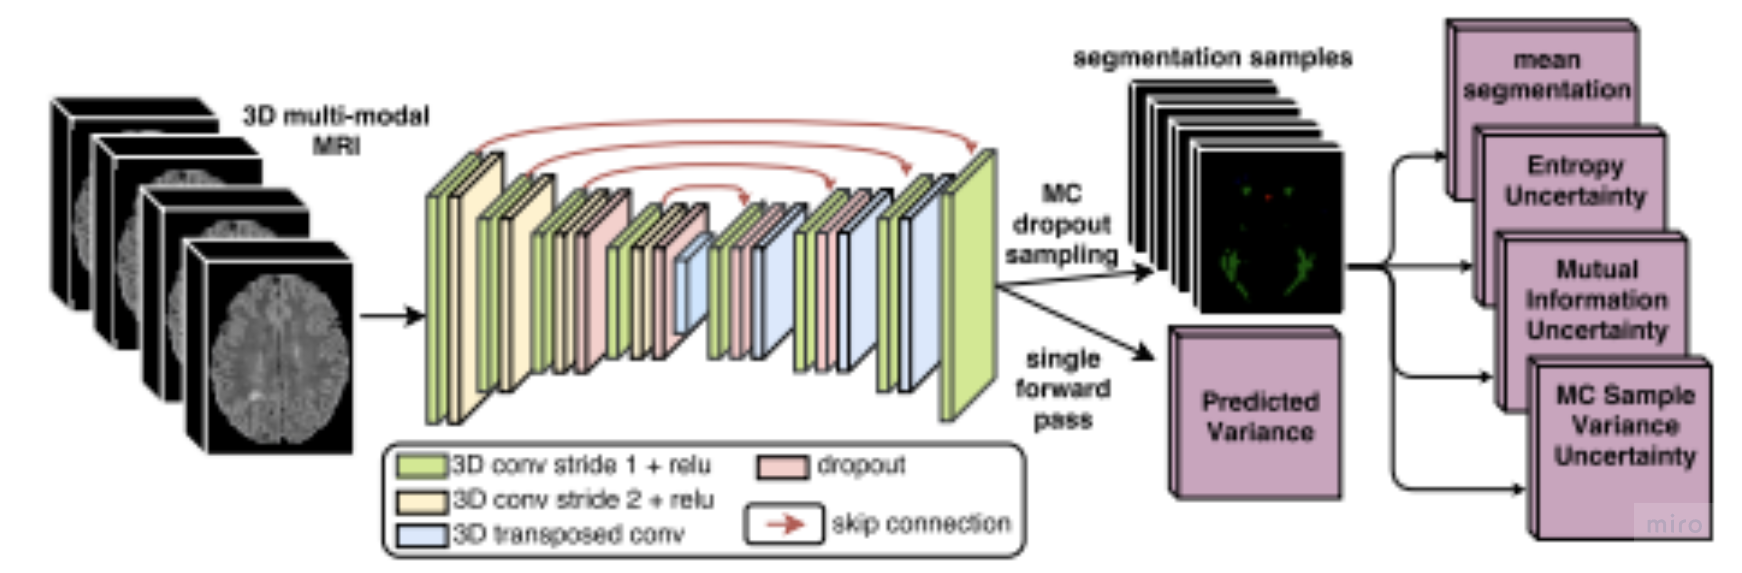 3D multi-modal
MRI
segmentation samples
MC
dropout
sampling
single
forward
pass
Predicted
Variance
mean
segmentation
Entropy
Uncertainty
Mutual
Information
Uncertainty
MC Sample
Variance
Uncertainty
3D conv stride 1 + relu
3D conv stride 2 + relu
3D transposed conv
dropout
skip connection
miro